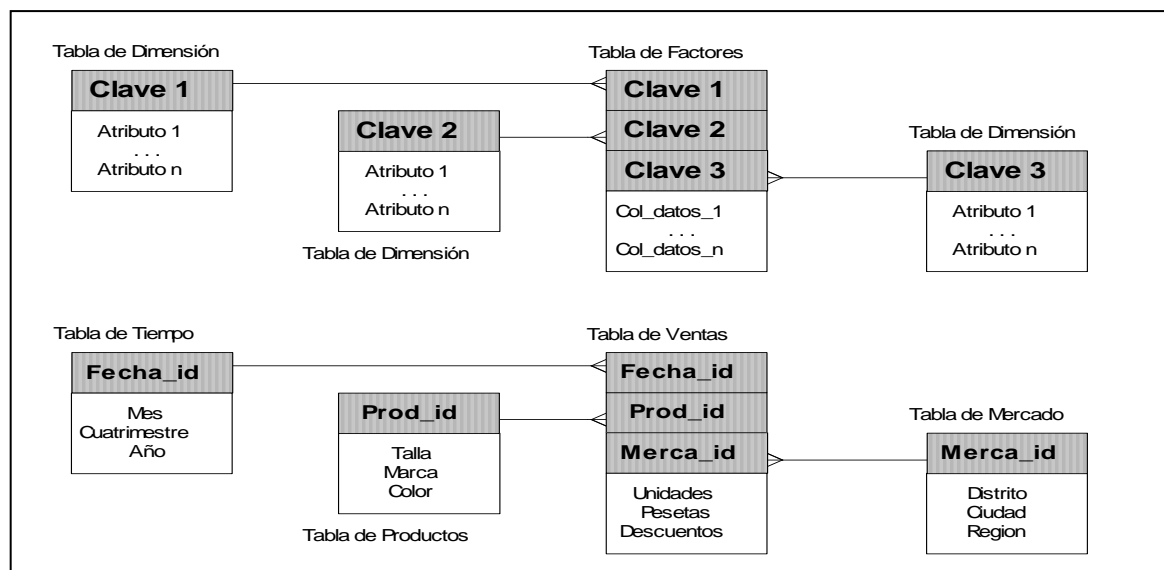 Tabla de Dimensión
Clave 1
Atributo 1
. . .
Atributo n
Clave 2
Atributo 1
. . .
Atributo n
Tabla de Dimensión
Tabla de Factores
Clave 1
Clave 2
Clave 3
Col_datos_1
. . .
Col_datos_n
Tabla de Dimensión
Clave 3
Atributo 1
. . .
Atributo n
Tabla de Tiempo
Fecha_id
Mes
Cuatrimestre
Año
Prod_id
Talla
Marca
Color
Tabla de Productos
Tabla de Ventas
Fecha_id
Prod_id
Merca_id
Unidades
Pesetas
Descuentos
Tabla de Mercado
Merca_id
Distrito
Ciudad
Region